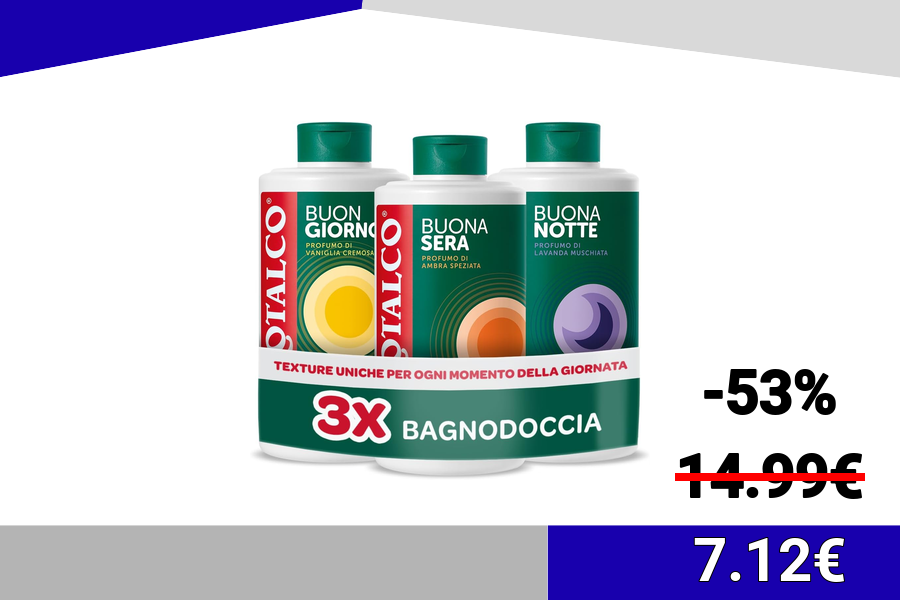 BUON
GIORNO
PROFUMO DI
VANIGLIA CREMOSA
BUONA
SERA
PROFUMO DI
AMBRA SPEZIATA
BUONA
NOTTE
PROFUMO DI
LAVANDA MUSCHIATA
TEXTURE UNICHE PER OGNI MOMENTO DELLA GIORNATA
3x BAGNODOCCIA
-53%
14.99€
7.12€